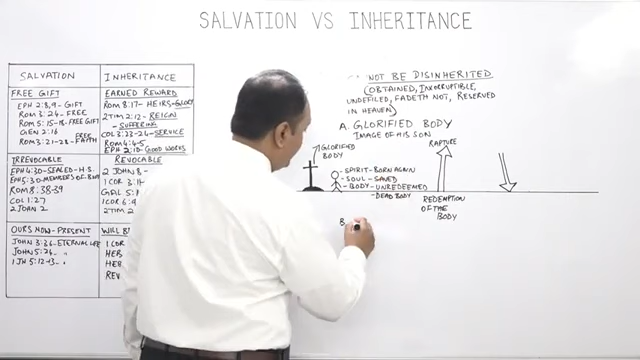 SALVATION VS INHERITANCE
SALVATION
FREE GIFT
EPH 2:8,9 - GIFT
ROM 3:24 - FREE
ROM 5:15-18 - FREE GIFT
GEN 2:16
FREE
ROM 3:21-28 - FAITH
IRREVOCABLE
EPH 4:30 - SEALED - H.S
EPH 5:30 - MEMBERS OF
ROM 8:38-39
COL 1:27
2 JOHN 2
OURS NOW - PRESENT
JOHN 3:36 - ETERNAL LIFE
JOHN 5:24 - "
1 JN 5:12-13 - "
INHERITANCE
EARNED REWARD
ROM 8:17 - HEIRS - GLORY
2 TIM 2:12 - REIGN
- SUFFERING
COL 3:23-24 - SERVICE
ROM 4:4-5
EPH 2:10 - GOOD WORKS
REVOCABLE
2 JOHN 8 -
1 COR 3:
GAL 5:
1 COR 6:9
2 TIM 2
WILL
1 COR
HEB
HEB
REV
NOT BE DISINHERITED
(OBTAINED, INCORRUPTIBLE,
UNDEFILED, FADETH NOT, RESERVED
IN HEAVEN)
A. GLORIFIED BODY
IMAGE OF HIS SON
RAPTURE
GLORIFIED
BODY
SPIRIT - BORN AGAIN
SOUL - SAVED
BODY - UNREDEEMED
- DEAD BODY
REDEMPTION
OF THE
BODY
B